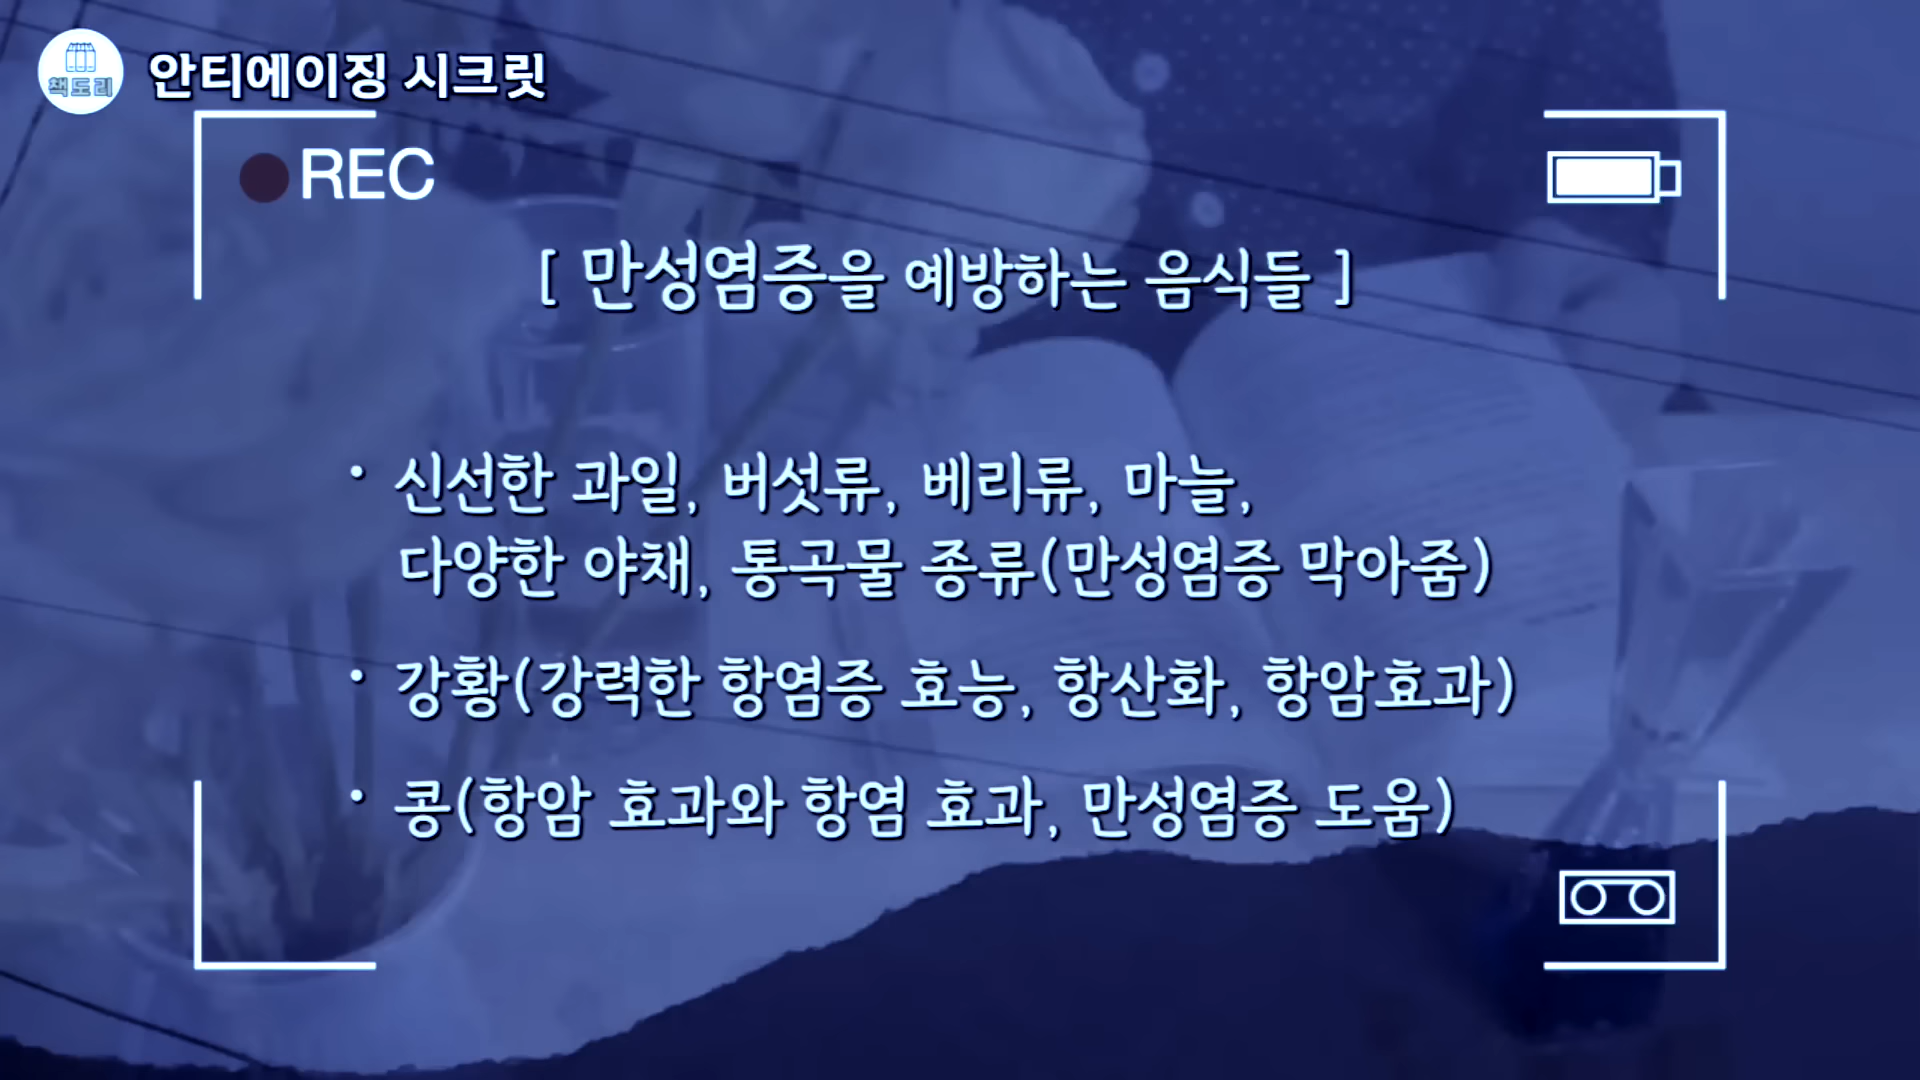 책도리
안티에이징 시크릿
REC
[ 만성염증을 예방하는 음식들 ]
· 신선한 과일, 버섯류, 베리류, 마늘,
다양한 야채, 통곡물 종류(만성염증 막아줌)
· 강황(강력한 항염증 효능, 항산화, 항암효과)
· 콩(항암 효과와 항염 효과, 만성염증 도움)